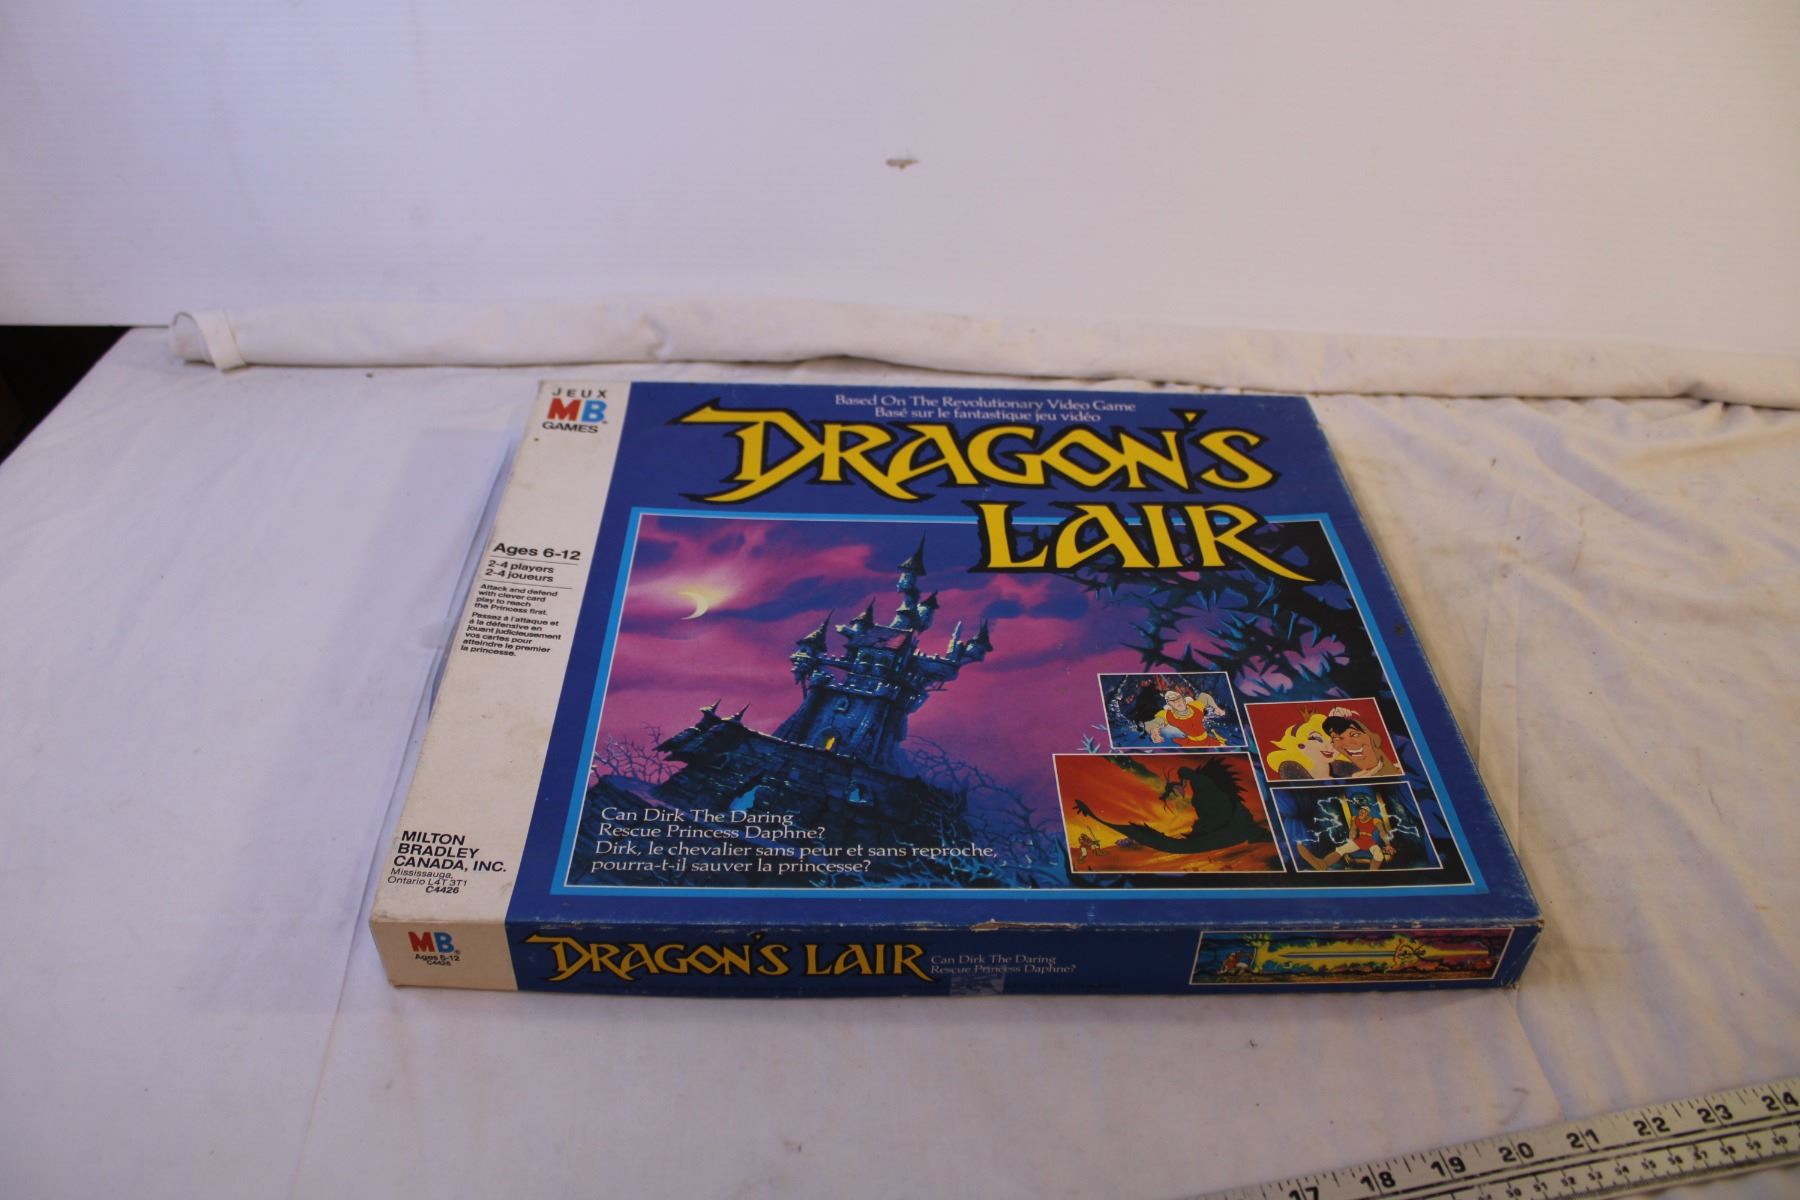 JEUX
MB
GAMES
Based On The Revolutionary Video Game
Basé sur le fantastique jeu vidéo
DRAGON'S
LAIR
Ages 6-12
2-4 players
2-4 joueurs
Attack and defend
with clever card
play to reach
the Princess first.
Passez à l'attaque et
à la défensive en
jouant judicieusement
vos cartes pour
atteindre le premier
la princesse.
Can Dirk The Daring
Rescue Princess Daphne?
Dirk, le chevalier sans peur et sans reproche,
pourra-t-il sauver la princesse?
MILTON
BRADLEY
CANADA, INC.
Mississauga,
Ontario L4T 3T1
C4426
MB
Ages 6-12
C4426
DRAGON'S LAIR
Can Dirk The Daring
Rescue Princess Daphne?
17 18 19 20 21 22 23 24